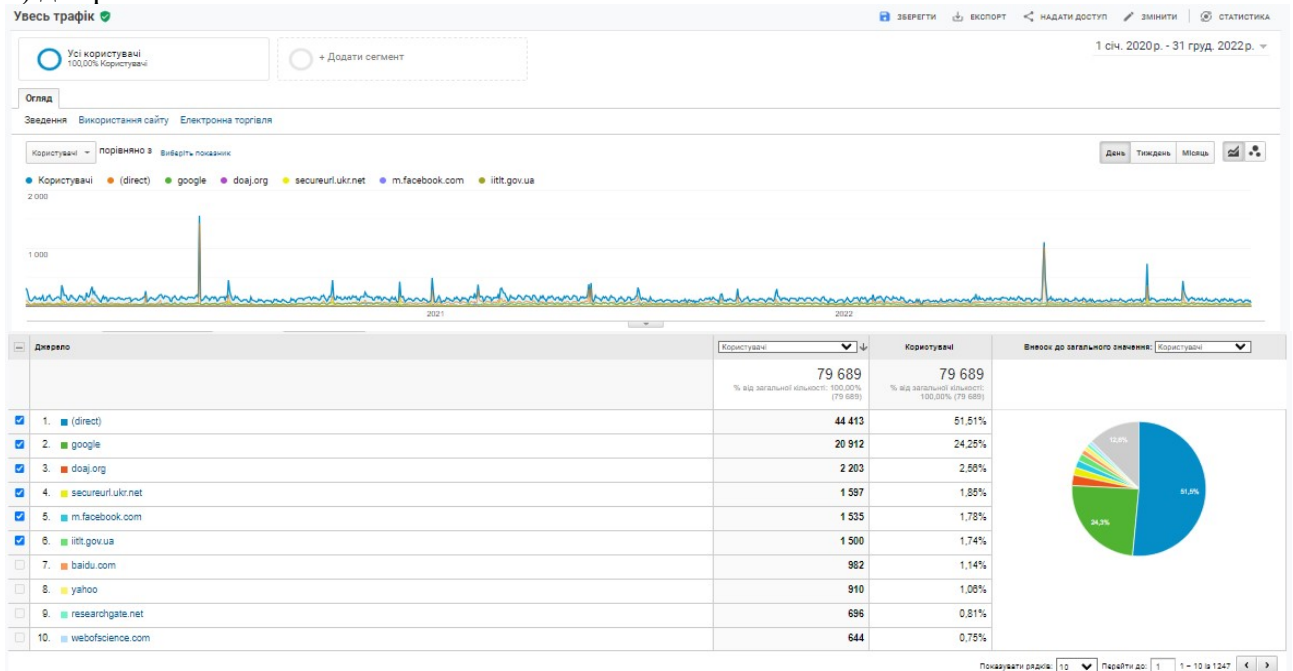 Увесь трафік
ЗБЕРЕГТИ ЕКСПОРТ НАДАТИ ДОСТУП ЗМІНИТИ СТАТИСТИКА
Усі користувачі
100,00% Користувачі
+ Додати сегмент
1 січ. 2020 р. - 31 груд. 2022 р.
Огляд
Зведення Використання сайту Електронна торгівля
Користувачі порівняно з Виберіть показник
День Тиждень Місяць
Користувачі (direct) google doaj.org secureurl.ukr.net m.facebook.com iitlt.gov.ua
2 000
1 000
2021 2022
Джерело Користувачі Користувачі Внесок до загального значення: Користувачі
79 689 79 689
% від загальної кількості: 100,00% (79 689) % від загальної кількості: 100,00% (79 689)
1. (direct) 44 413 51,51%
2. google 20 912 24,25%
3. doaj.org 2 203 2,56%
4. secureurl.ukr.net 1 597 1,85%
5. m.facebook.com 1 535 1,78%
6. iitlt.gov.ua 1 500 1,74%
7. baidu.com 982 1,14%
8. yahoo 910 1,06%
9. researchgate.net 696 0,81%
10. webofscience.com 644 0,75%
12,6%
51,5%
24,3%
Показувати рядків: 10 Перейти до: 1 1 – 10 із 1247